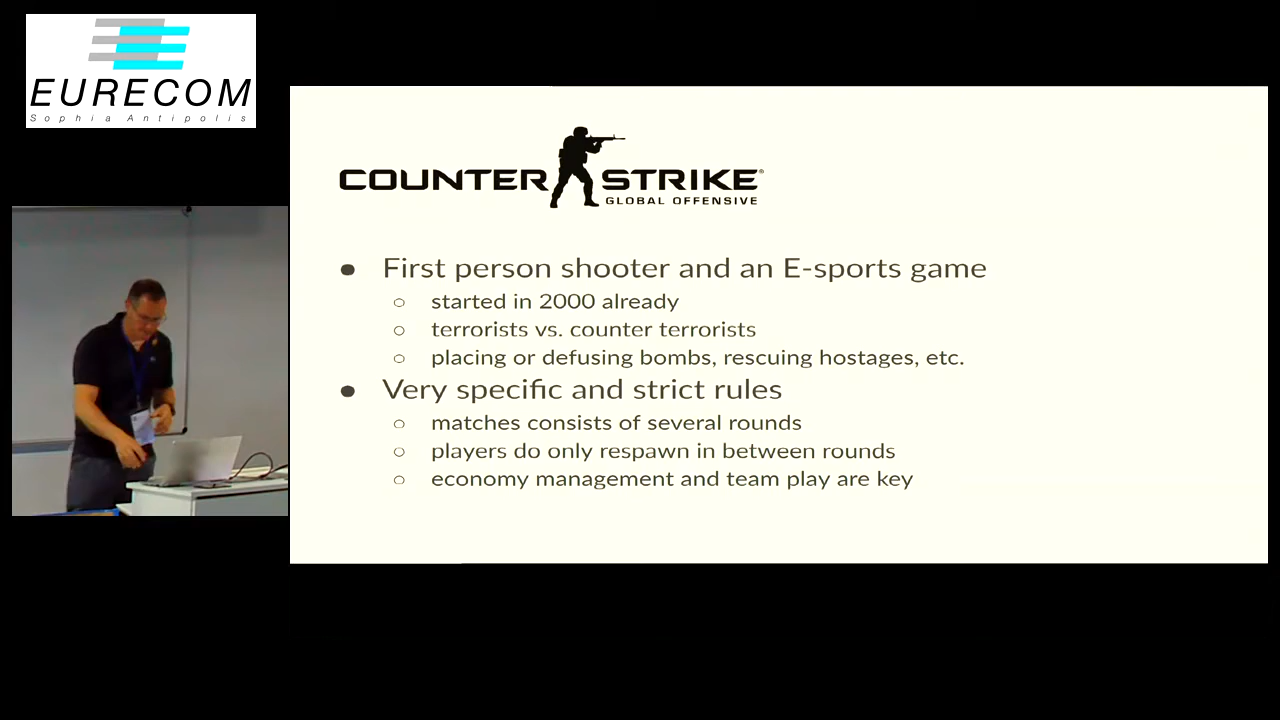 EURECOM
Sophia Antipolis
COUNTER STRIKE
GLOBAL OFFENSIVE
● First person shooter and an E-sports game
○ started in 2000 already
○ terrorists vs. counter terrorists
○ placing or defusing bombs, rescuing hostages, etc.
● Very specific and strict rules
○ matches consists of several rounds
○ players do only respawn in between rounds
○ economy management and team play are key